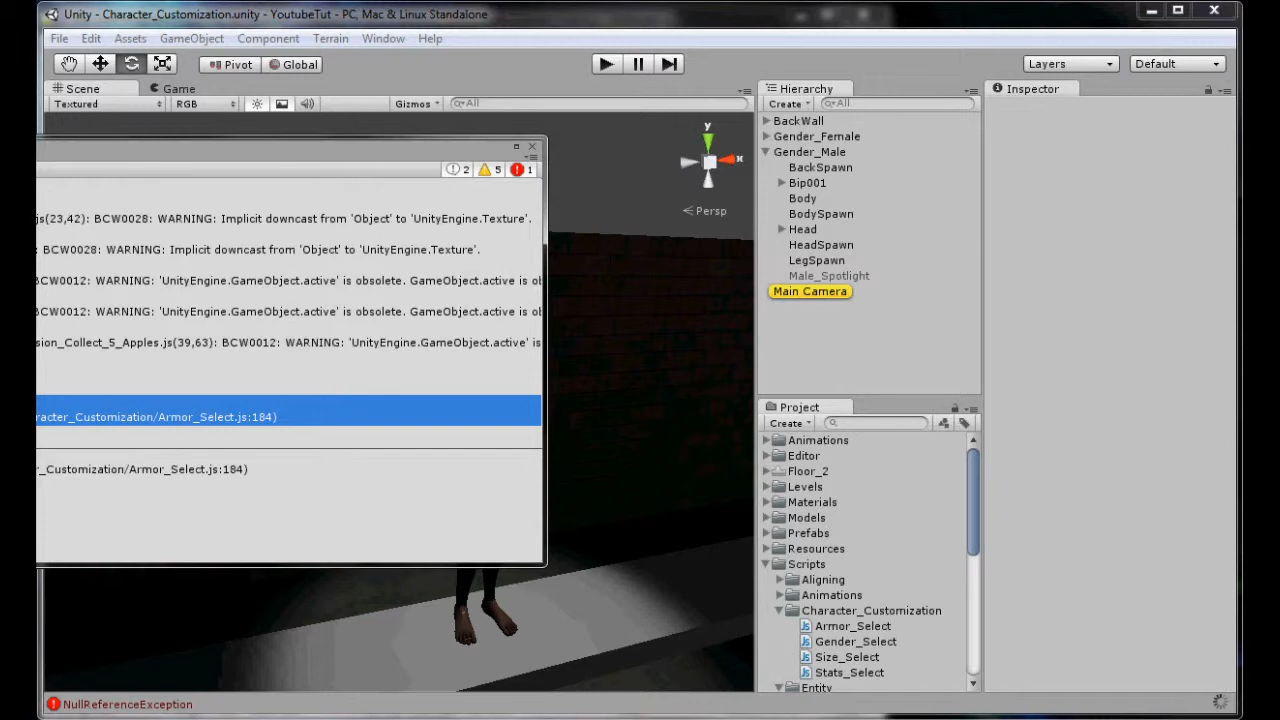 Unity - Character_Customization.unity - YoutubeTut - PC, Mac & Linux Standalone
File Edit Assets GameObject Component Terrain Window Help
Pivot Global Layers Default
Scene Game Hierarchy Inspector
Textured RGB Gizmos All Create All
BackWall
Gender_Female
Gender_Male
BackSpawn
Bip001
Body
BodySpawn
Head
HeadSpawn
LegSpawn
Male_Spotlight
Main Camera
y
x
Persp
2 5 1
js(23,42): BCW0028: WARNING: Implicit downcast from 'Object' to 'UnityEngine.Texture'.
: BCW0028: WARNING: Implicit downcast from 'Object' to 'UnityEngine.Texture'.
BCW0012: WARNING: 'UnityEngine.GameObject.active' is obsolete. GameObject.active is ob
BCW0012: WARNING: 'UnityEngine.GameObject.active' is obsolete. GameObject.active is ob
sion_Collect_5_Apples.js(39,63): BCW0012: WARNING: 'UnityEngine.GameObject.active' is
racter_Customization/Armor_Select.js:184)
r_Customization/Armor_Select.js:184)
Project
Create
Animations
Editor
Floor_2
Levels
Materials
Models
Prefabs
Resources
Scripts
Aligning
Animations
Character_Customization
Armor_Select
Gender_Select
Size_Select
Stats_Select
Entity
NullReferenceException